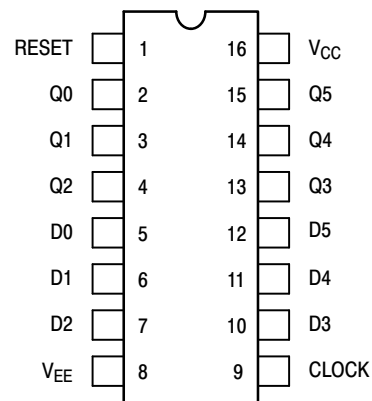 RESET 1 16 VCC
Q0 2 15 Q5
Q1 3 14 Q4
Q2 4 13 Q3
D0 5 12 D5
D1 6 11 D4
D2 7 10 D3
VEE 8 9 CLOCK